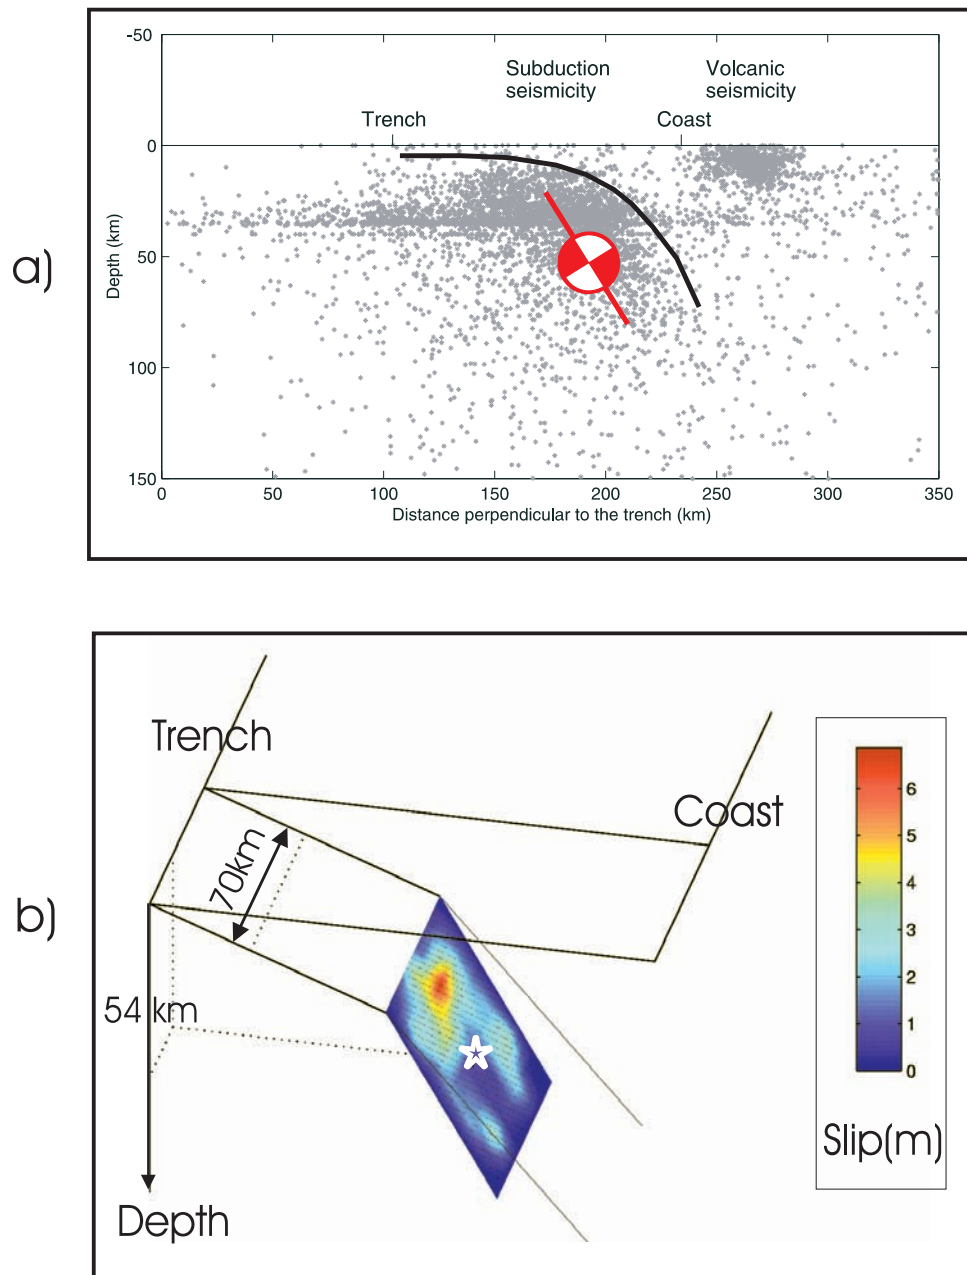 a)
-50
0
50
100
150
Depth (km)
Subduction
seismicity
Volcanic
seismicity
Trench
Coast
0
50
100
150
200
250
300
350
Distance perpendicular to the trench (km)
b)
Trench
Coast
70km
54 km
Depth
6
5
4
3
2
1
0
Slip(m)